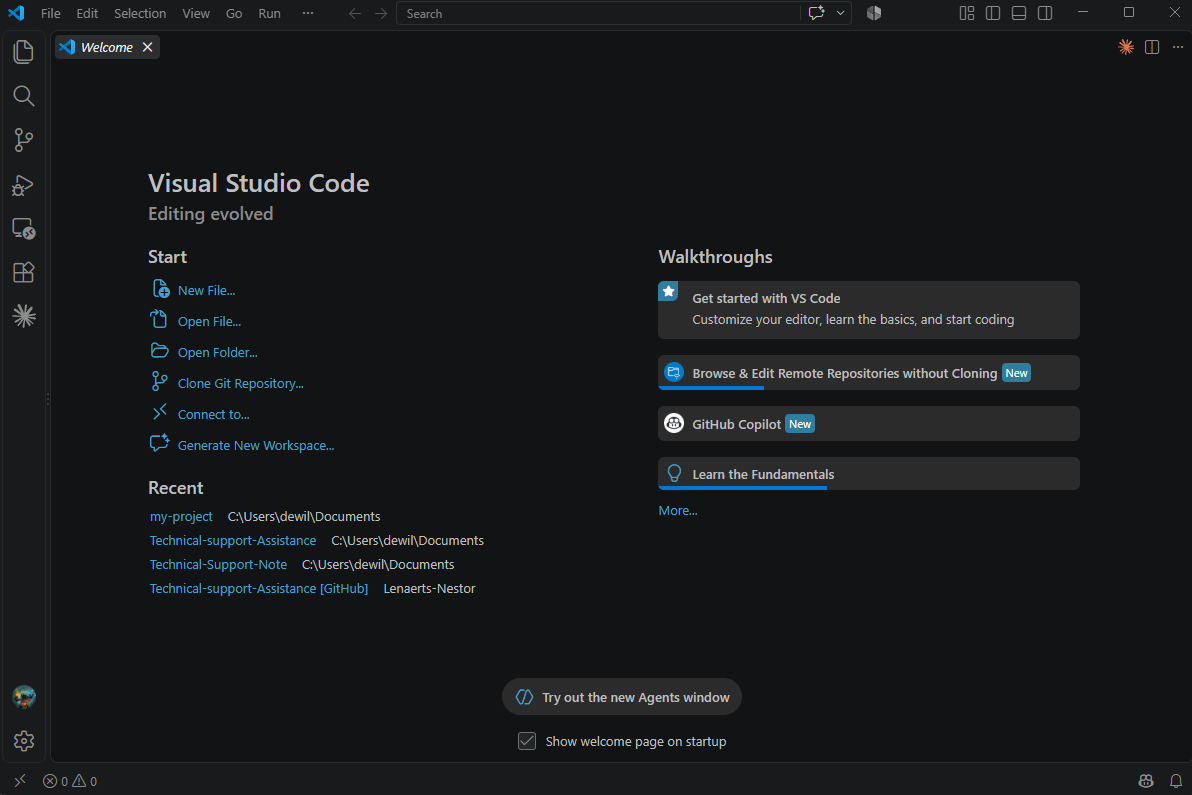 File Edit Selection View Go Run ··· Search
Welcome
Visual Studio Code
Editing evolved
Start
New File...
Open File...
Open Folder...
Clone Git Repository...
Connect to...
Generate New Workspace...
Recent
my-project C:\Users\dewil\Documents
Technical-support-Assistance C:\Users\dewil\Documents
Technical-Support-Note C:\Users\dewil\Documents
Technical-support-Assistance [GitHub] Lenaerts-Nestor
Walkthroughs
Get started with VS Code
Customize your editor, learn the basics, and start coding
Browse & Edit Remote Repositories without Cloning New
GitHub Copilot New
Learn the Fundamentals
More...
Try out the new Agents window
Show welcome page on startup
0 0